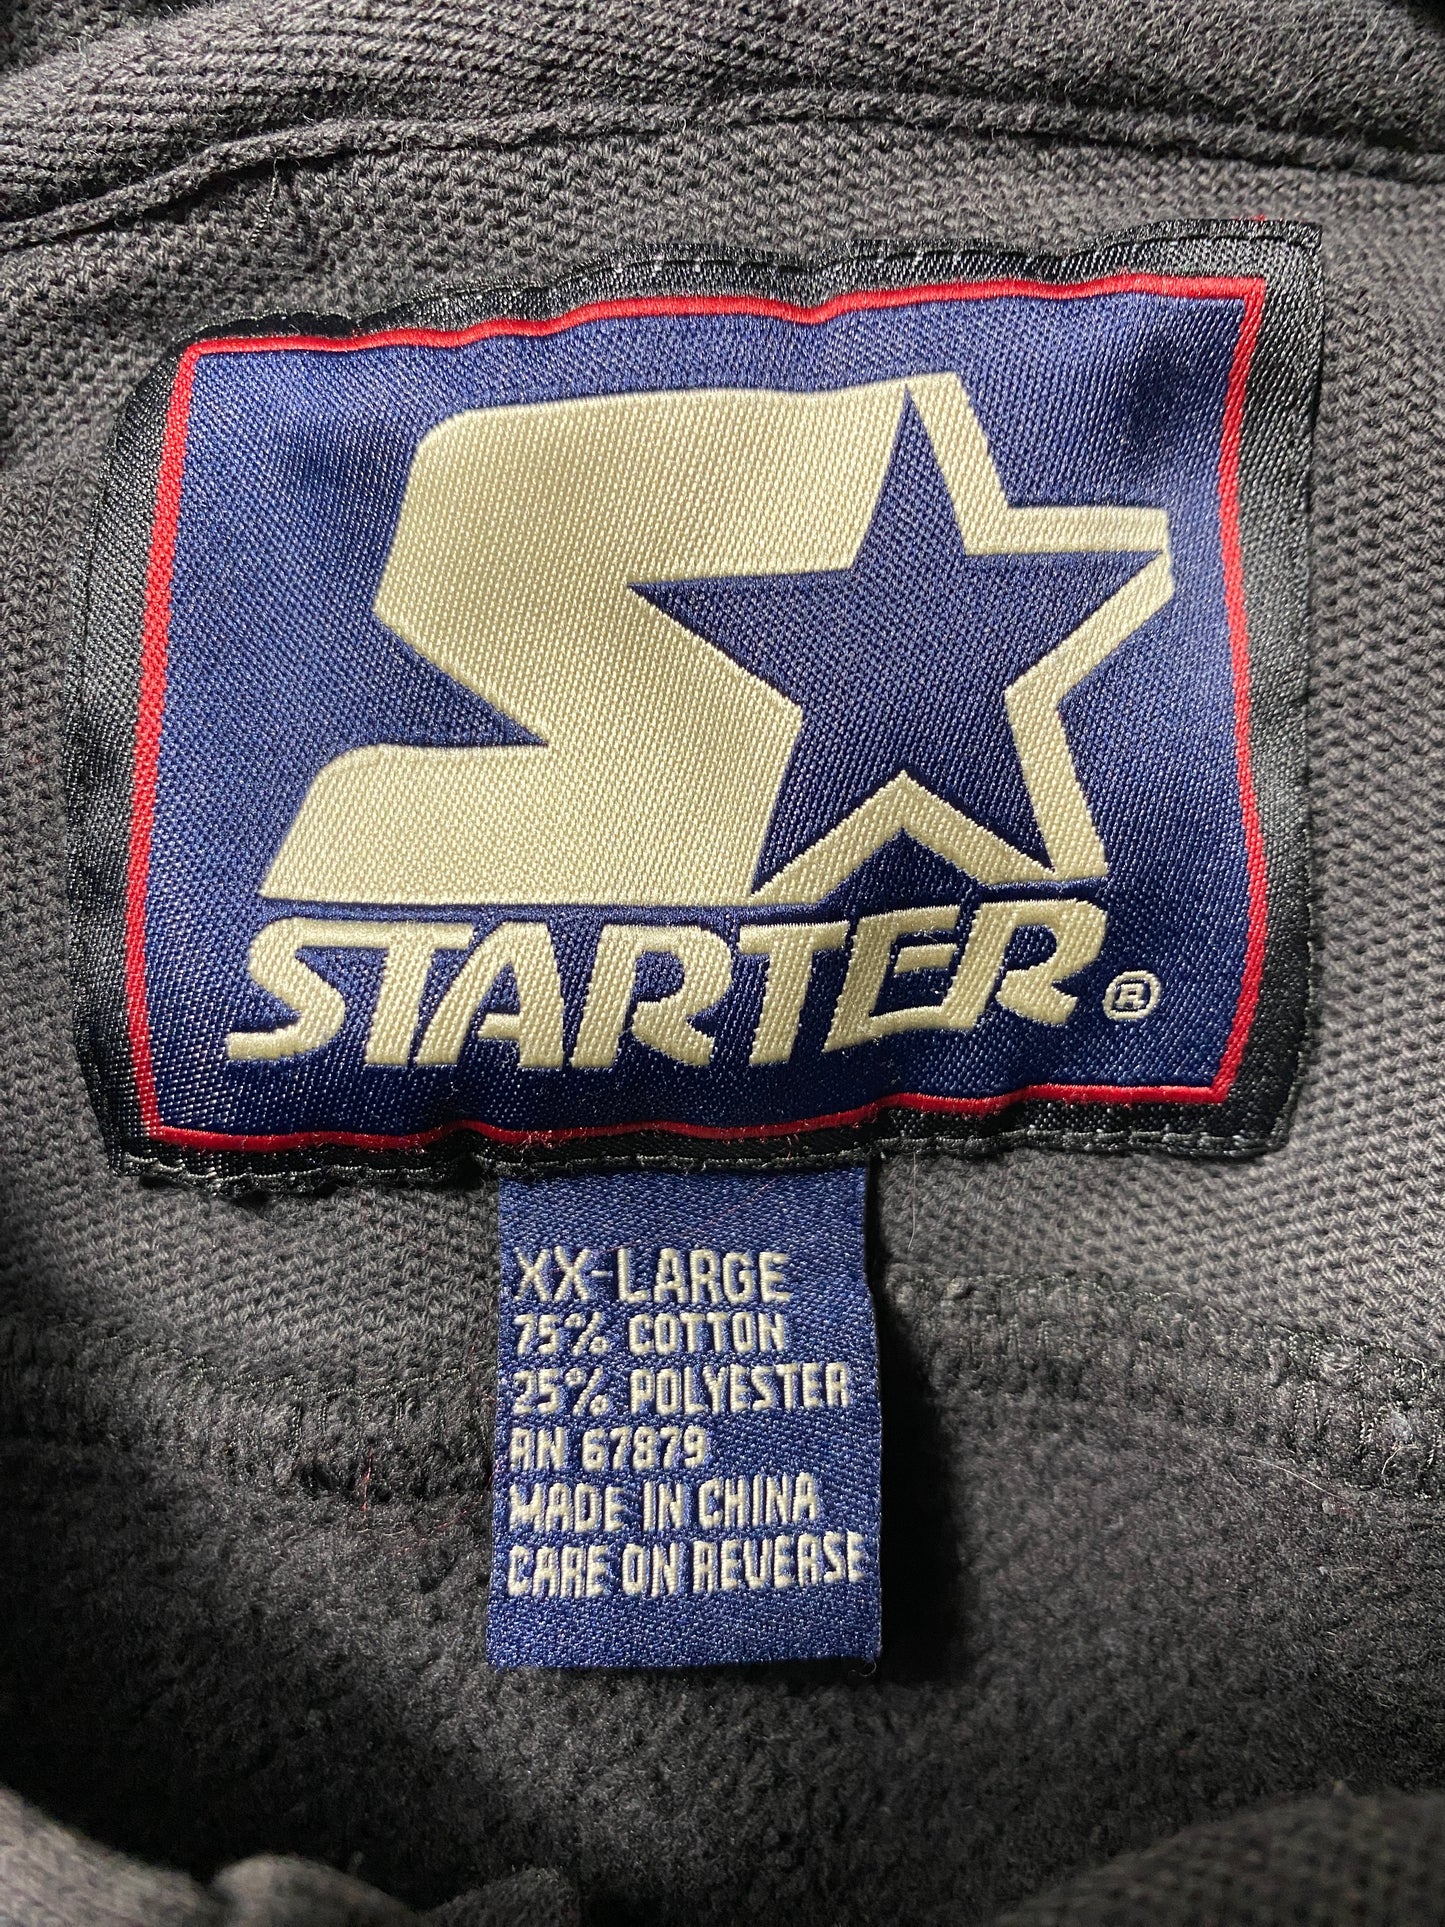 STARTER®
XX-LARGE
75% COTTON
25% POLYESTER
RN 67879
MADE IN CHINA
CARE ON REVERSE